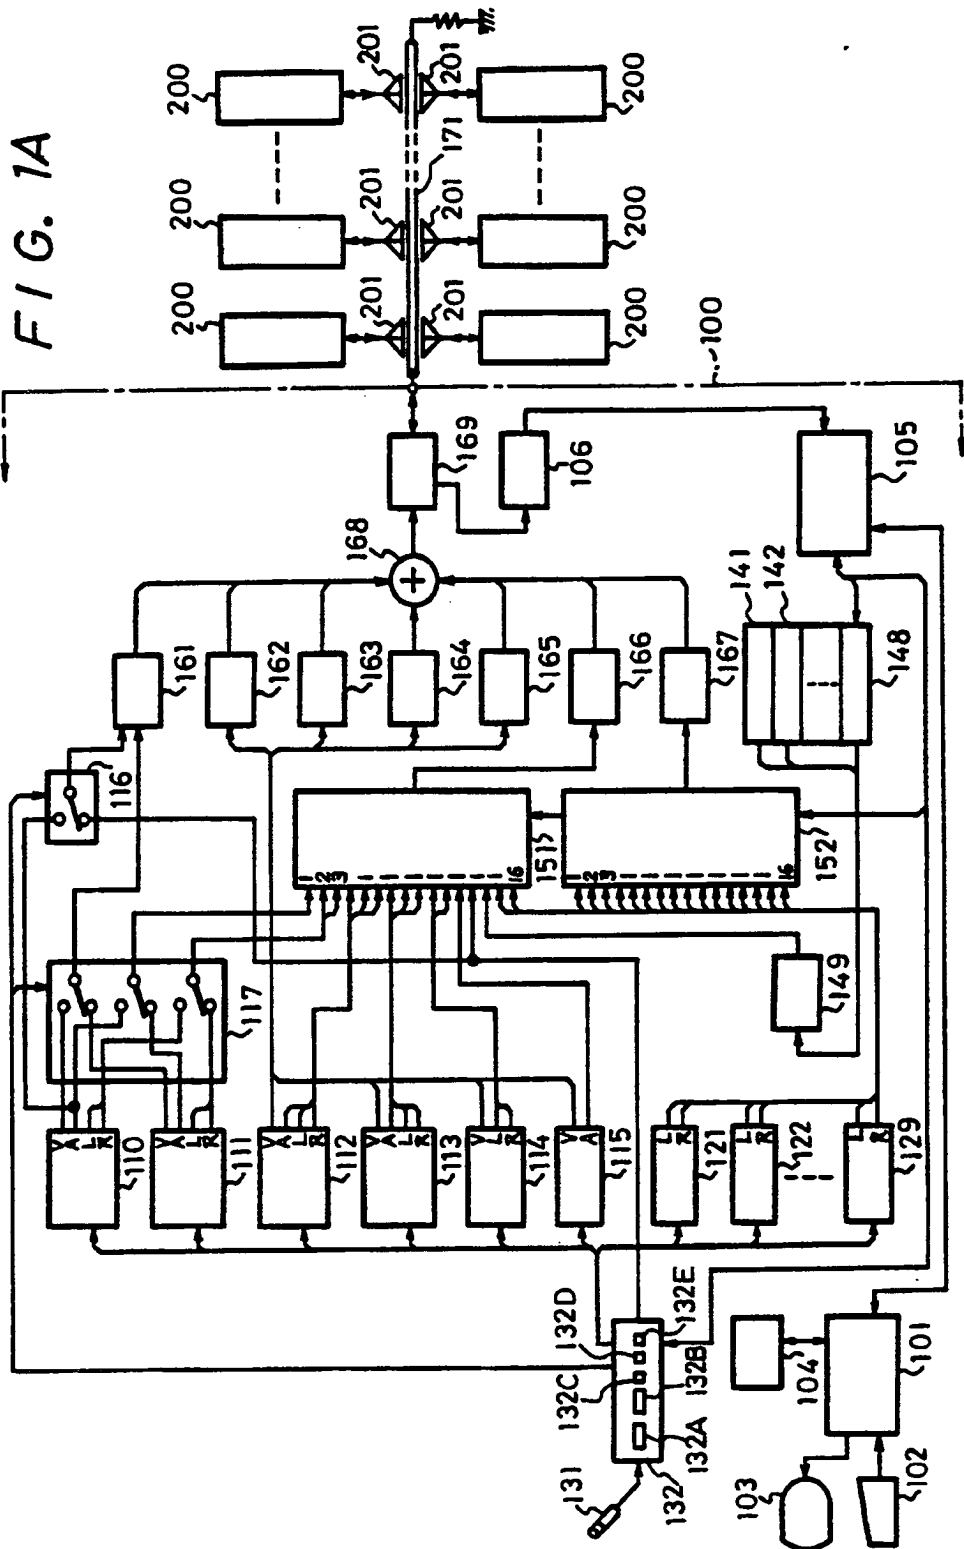 FIG. 1A
200
200
200
201
201
201
201
201
201
171
200
200
200
100
169
106
105
168
161
162
163
164
165
166
167
141
142
148
116
117
151
1
2
3
16
152
1
2
3
16
149
V
A
L
R
110
V
A
L
R
111
V
A
L
R
112
V
A
L
R
113
V
L
R
114
V
A
115
L
R
121
L
R
122
L
R
129
132D
132C
132E
132B
132A
132
131
104
101
103
102